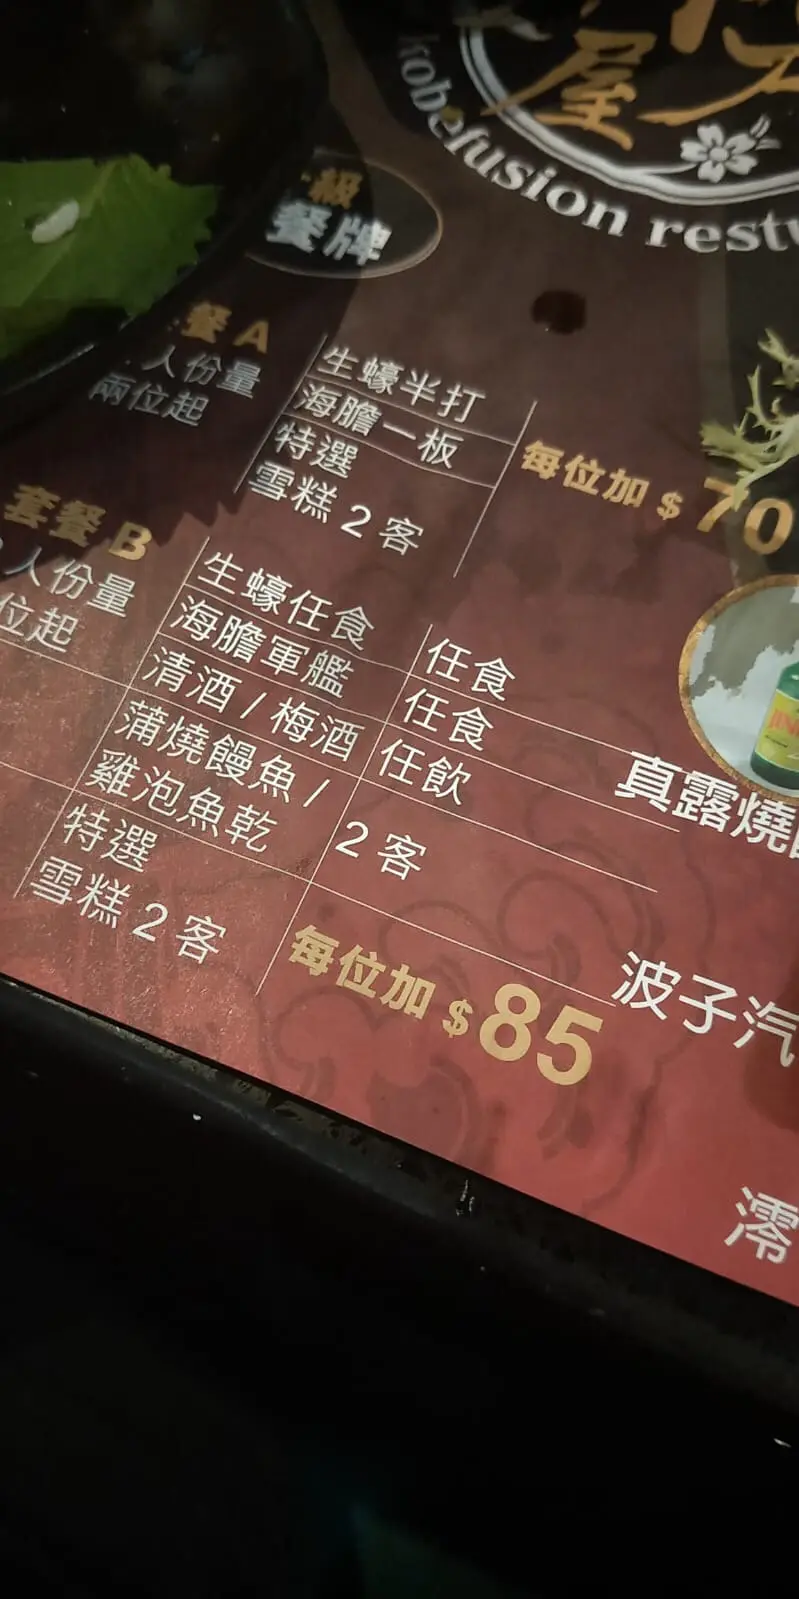 屋
kobefusion rest
級
餐牌
餐 A
人份量
兩位起
生蠔半打
海膽一板
特選
雪糕 2 客
每位加 $ 70
套餐 B
人份量
位起
生蠔任食
任食
海膽軍艦
任食
清酒 / 梅酒
任飲
蒲燒饅魚 /
雞泡魚乾
2 客
特選
雪糕 2 客
每位加 $ 85
JIN
真露燒
波子汽
澪